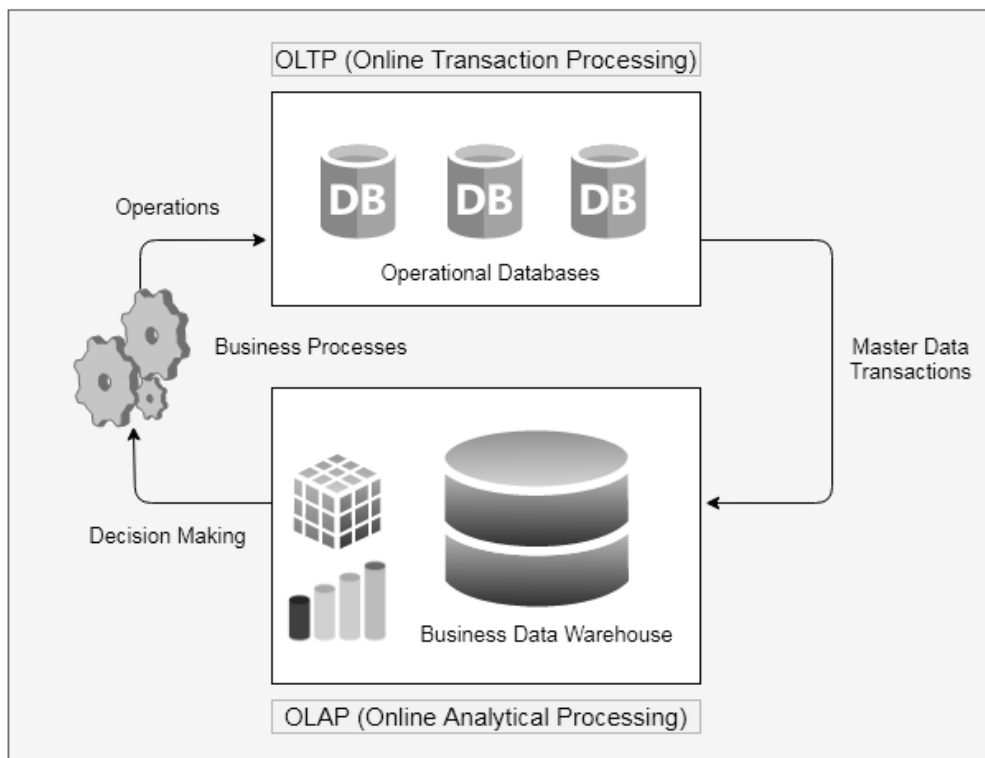 OLTP (Online Transaction Processing)
DB
DB
DB
Operational Databases
Operations
Business Processes
Master Data
Transactions
Decision Making
Business Data Warehouse
OLAP (Online Analytical Processing)